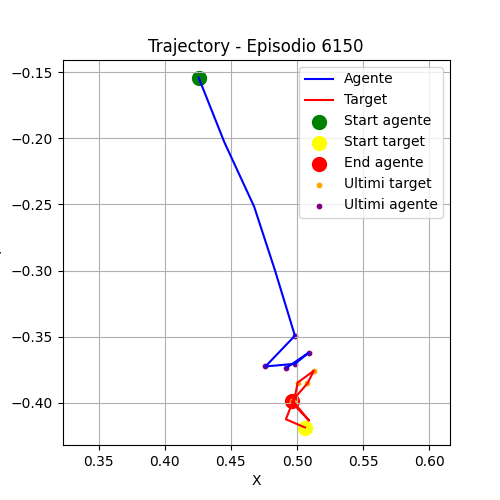 Trajectory - Episodio 6150
−0.15
−0.20
−0.25
−0.30
−0.35
−0.40
Agente
Target
Start agente
Start target
End agente
Ultimi target
Ultimi agente
0.35 0.40 0.45 0.50 0.55 0.60
X